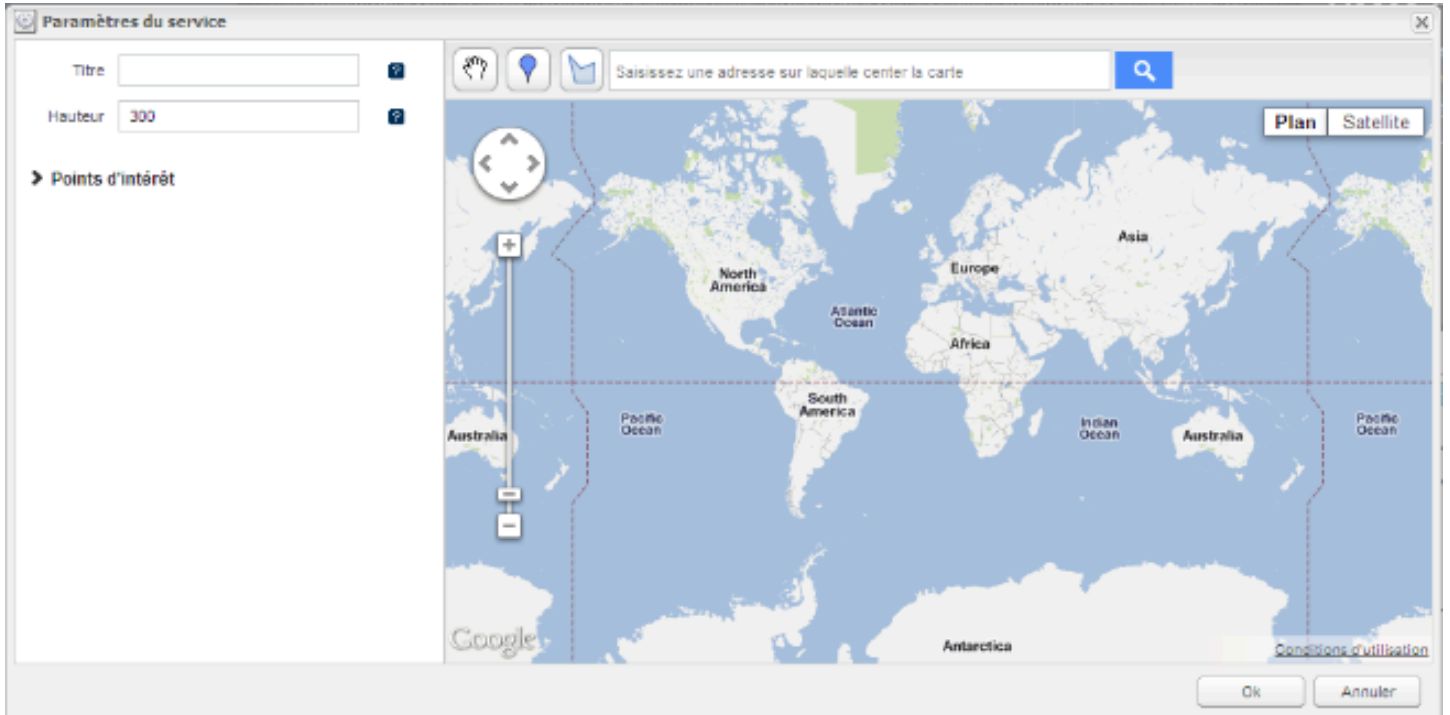 Paramètres du service
Titre
?
Saisissez une adresse sur laquelle center la carte
Hauteur
300
?
Plan
Satellite
Points d'intérêt
Asia
Europe
North
America
Atlantic
Ocean
Africa
South
America
Pacific
Ocean
Indian
Ocean
Pacific
Ocean
Australia
Australia
Google
Antarctica
Conditions d'utilisation
Ok
Annuler